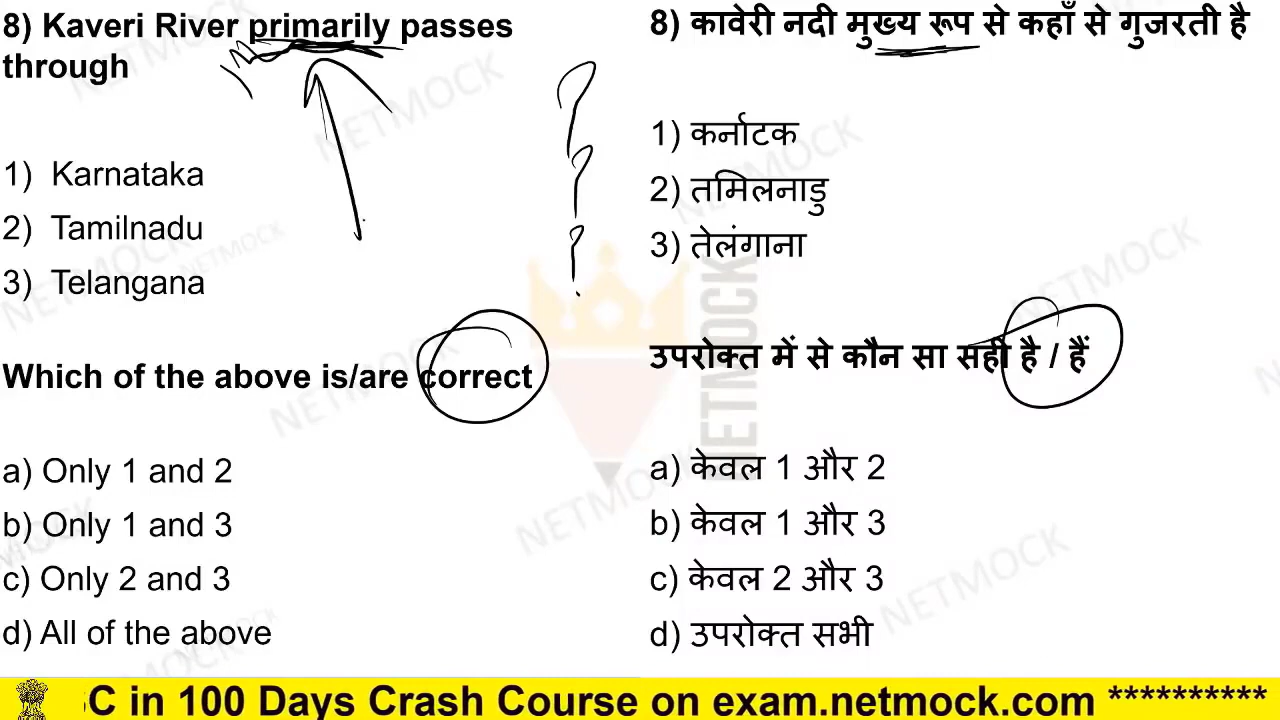 8) Kaveri River primarily passes
through
1) Karnataka
2) Tamilnadu
3) Telangana
Which of the above is/are correct
a) Only 1 and 2
b) Only 1 and 3
c) Only 2 and 3
d) All of the above
8) कावेरी नदी मुख्य रूप से कहाँ से गुजरती है
1) कर्नाटक
2) तमिलनाडु
3) तेलंगाना
उपरोक्त में से कौन सा सही है / हैं
a) केवल 1 और 2
b) केवल 1 और 3
c) केवल 2 और 3
d) उपरोक्त सभी
NETMOCK
C in 100 Days Crash Course on exam.netmock.com **********